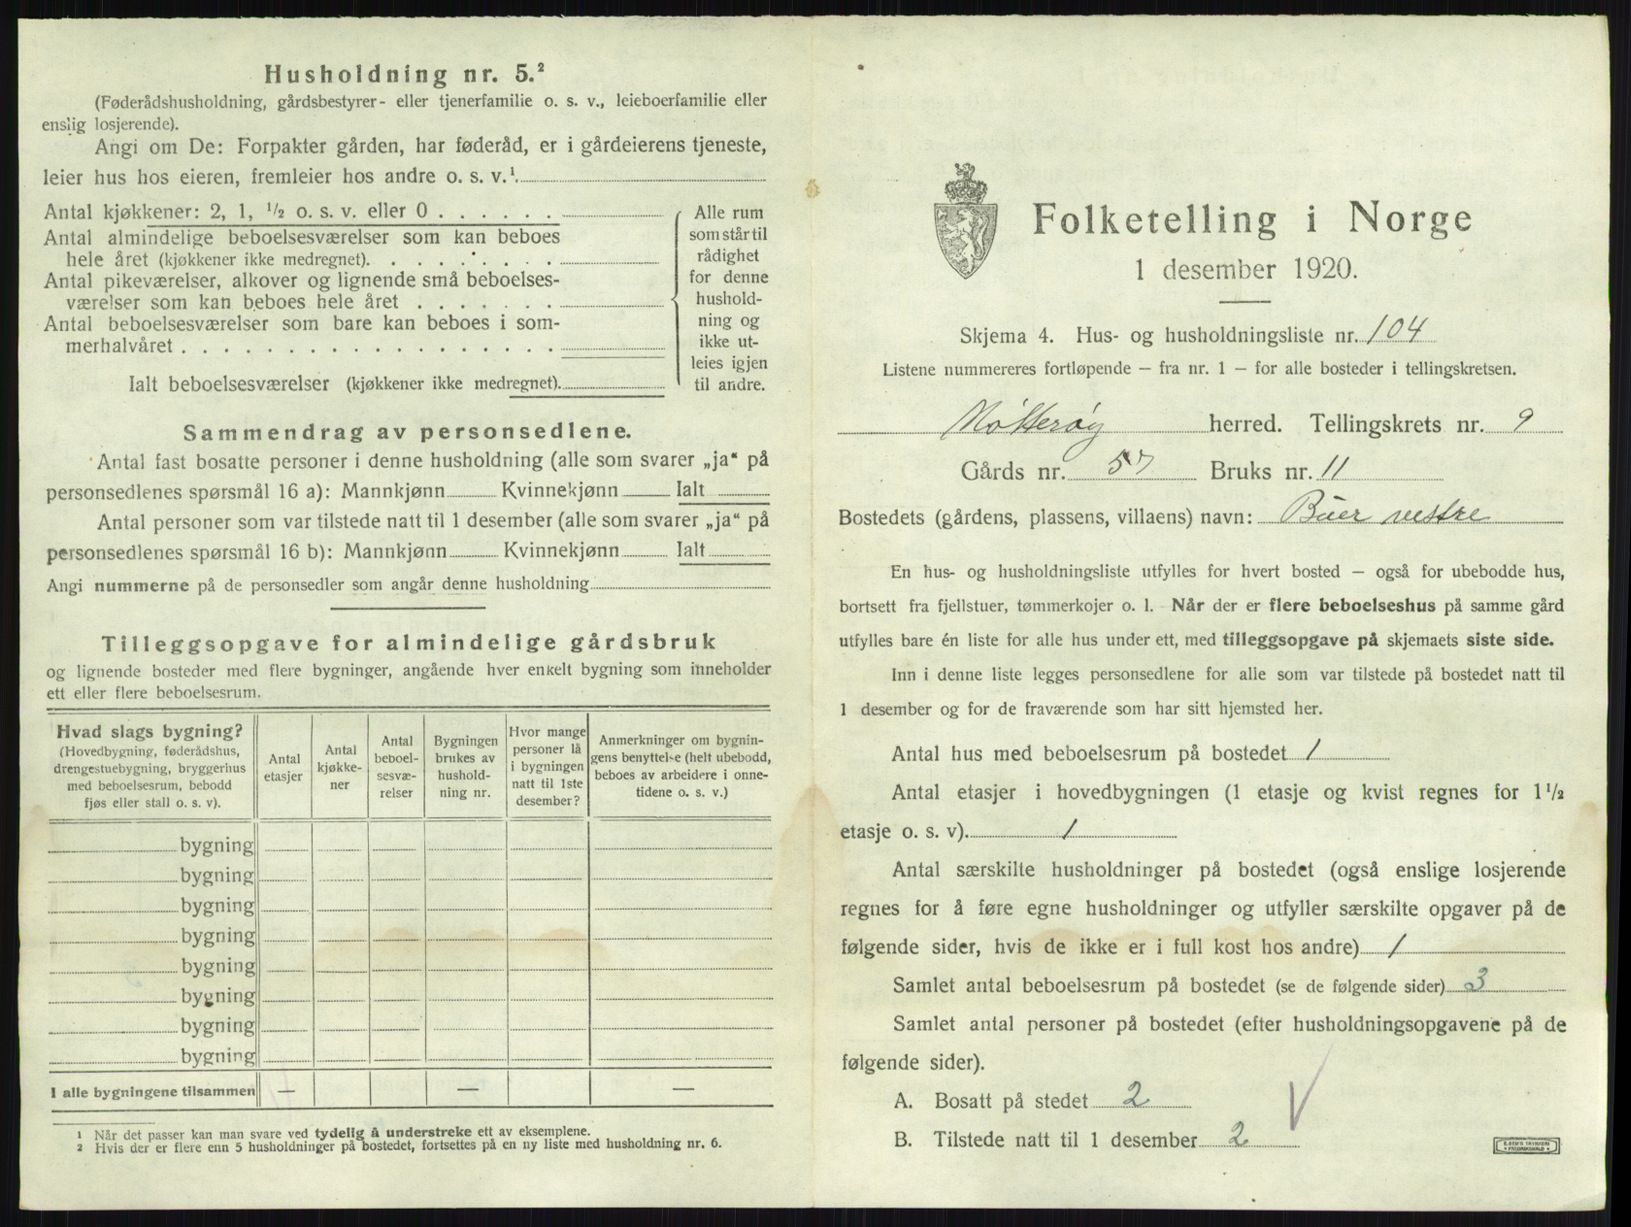 Husholdning nr. 5.²
(Føderådshusholdning, gårdsbestyrer- eller tjenerfamilie o. s. v., leieboerfamilie eller
enslig losjerende).
Angi om De: Forpakter gården, har føderåd, er i gårdeierens tjeneste,
leier hus hos eieren, fremleier hos andre o. s. v.¹
Antal kjøkkener: 2, 1, ½ o. s. v. eller 0 . . . . . .
Antal almindelige beboelsesværelser som kan beboes
hele året (kjøkkener ikke medregnet). . . . . . . .
Antal pikeværelser, alkover og lignende små beboelses-
værelser som kan beboes hele året . . . . . . .
Antal beboelsesværelser som bare kan beboes i som-
merhalvåret . . . . . . . . . . . . . . . . . .
Ialt beboelsesværelser (kjøkkener ikke medregnet).
Alle rum
som står til
rådighet
for denne
hushold-
ning og
ikke ut-
leies igjen
til andre.
Sammendrag av personsedlene.
Antal fast bosatte personer i denne husholdning (alle som svarer „ja“ på
personsedlenes spørsmål 16 a): Mannkjønn Kvinnekjønn Ialt
Antal personer som var tilstede natt til 1 desember (alle som svarer „ja“ på
personsedlenes spørsmål 16 b): Mannkjønn Kvinnekjønn Ialt
Angi nummerne på de personsedler som angår denne husholdning
Tilleggsopgave for almindelige gårdsbruk
og lignende bosteder med flere bygninger, angående hver enkelt bygning som inneholder
ett eller flere beboelsesrum.
Hvad slags bygning?
(Hovedbygning, føderådshus,
drengestuebygning, bryggerhus
med beboelsesrum, bebodd
fjøs eller stall o. s. v).
Antal
etasjer
Antal
kjøkke-
ner
Antal
beboel-
sesvæ-
relser
Bygningen
brukes av
hushold-
ning nr.
Hvor mange
personer lå
i bygningen
natt til 1ste
desember?
Anmerkninger om bygnin-
gens benyttelse (helt ubebodd,
beboes av arbeidere i onne-
tidene o. s. v.)
bygning
bygning
bygning
bygning
bygning
bygning
bygning
bygning
I alle bygningene tilsammen — — —
¹ Når det passer kan man svare ved tydelig å understreke ett av eksemplene.
² Hvis der er flere enn 5 husholdninger på bostedet, fortsettes på en ny liste med husholdning nr. 6.
Folketelling i Norge
1 desember 1920.
Skjema 4. Hus- og husholdningsliste nr. 104
Listene nummereres fortløpende — fra nr. 1 — for alle bosteder i tellingskretsen.
Nøtterøy herred. Tellingskrets nr. 9
Gårds nr. 57 Bruks nr. 11
Bostedets (gårdens, plassens, villaens) navn: Buer vestre
En hus- og husholdningsliste utfylles for hvert bosted — også for ubebodde hus,
bortsett fra fjellstuer, tømmerkojer o. l. Når der er flere beboelseshus på samme gård
utfylles bare én liste for alle hus under ett, med tilleggsopgave på skjemaets siste side.
Inn i denne liste legges personsedlene for alle som var tilstede på bostedet natt til
1 desember og for de fraværende som har sitt hjemsted her.
Antal hus med beboelsesrum på bostedet 1
Antal etasjer i hovedbygningen (1 etasje og kvist regnes for 1½
etasje o. s. v). 1
Antal særskilte husholdninger på bostedet (også enslige losjerende
regnes for å føre egne husholdninger og utfyller særskilte opgaver på de
følgende sider, hvis de ikke er i full kost hos andre) 1
Samlet antal beboelsesrum på bostedet (se de følgende sider) 3
Samlet antal personer på bostedet (efter husholdningsopgavene på de
følgende sider).
A. Bosatt på stedet 2
B. Tilstede natt til 1 desember 2